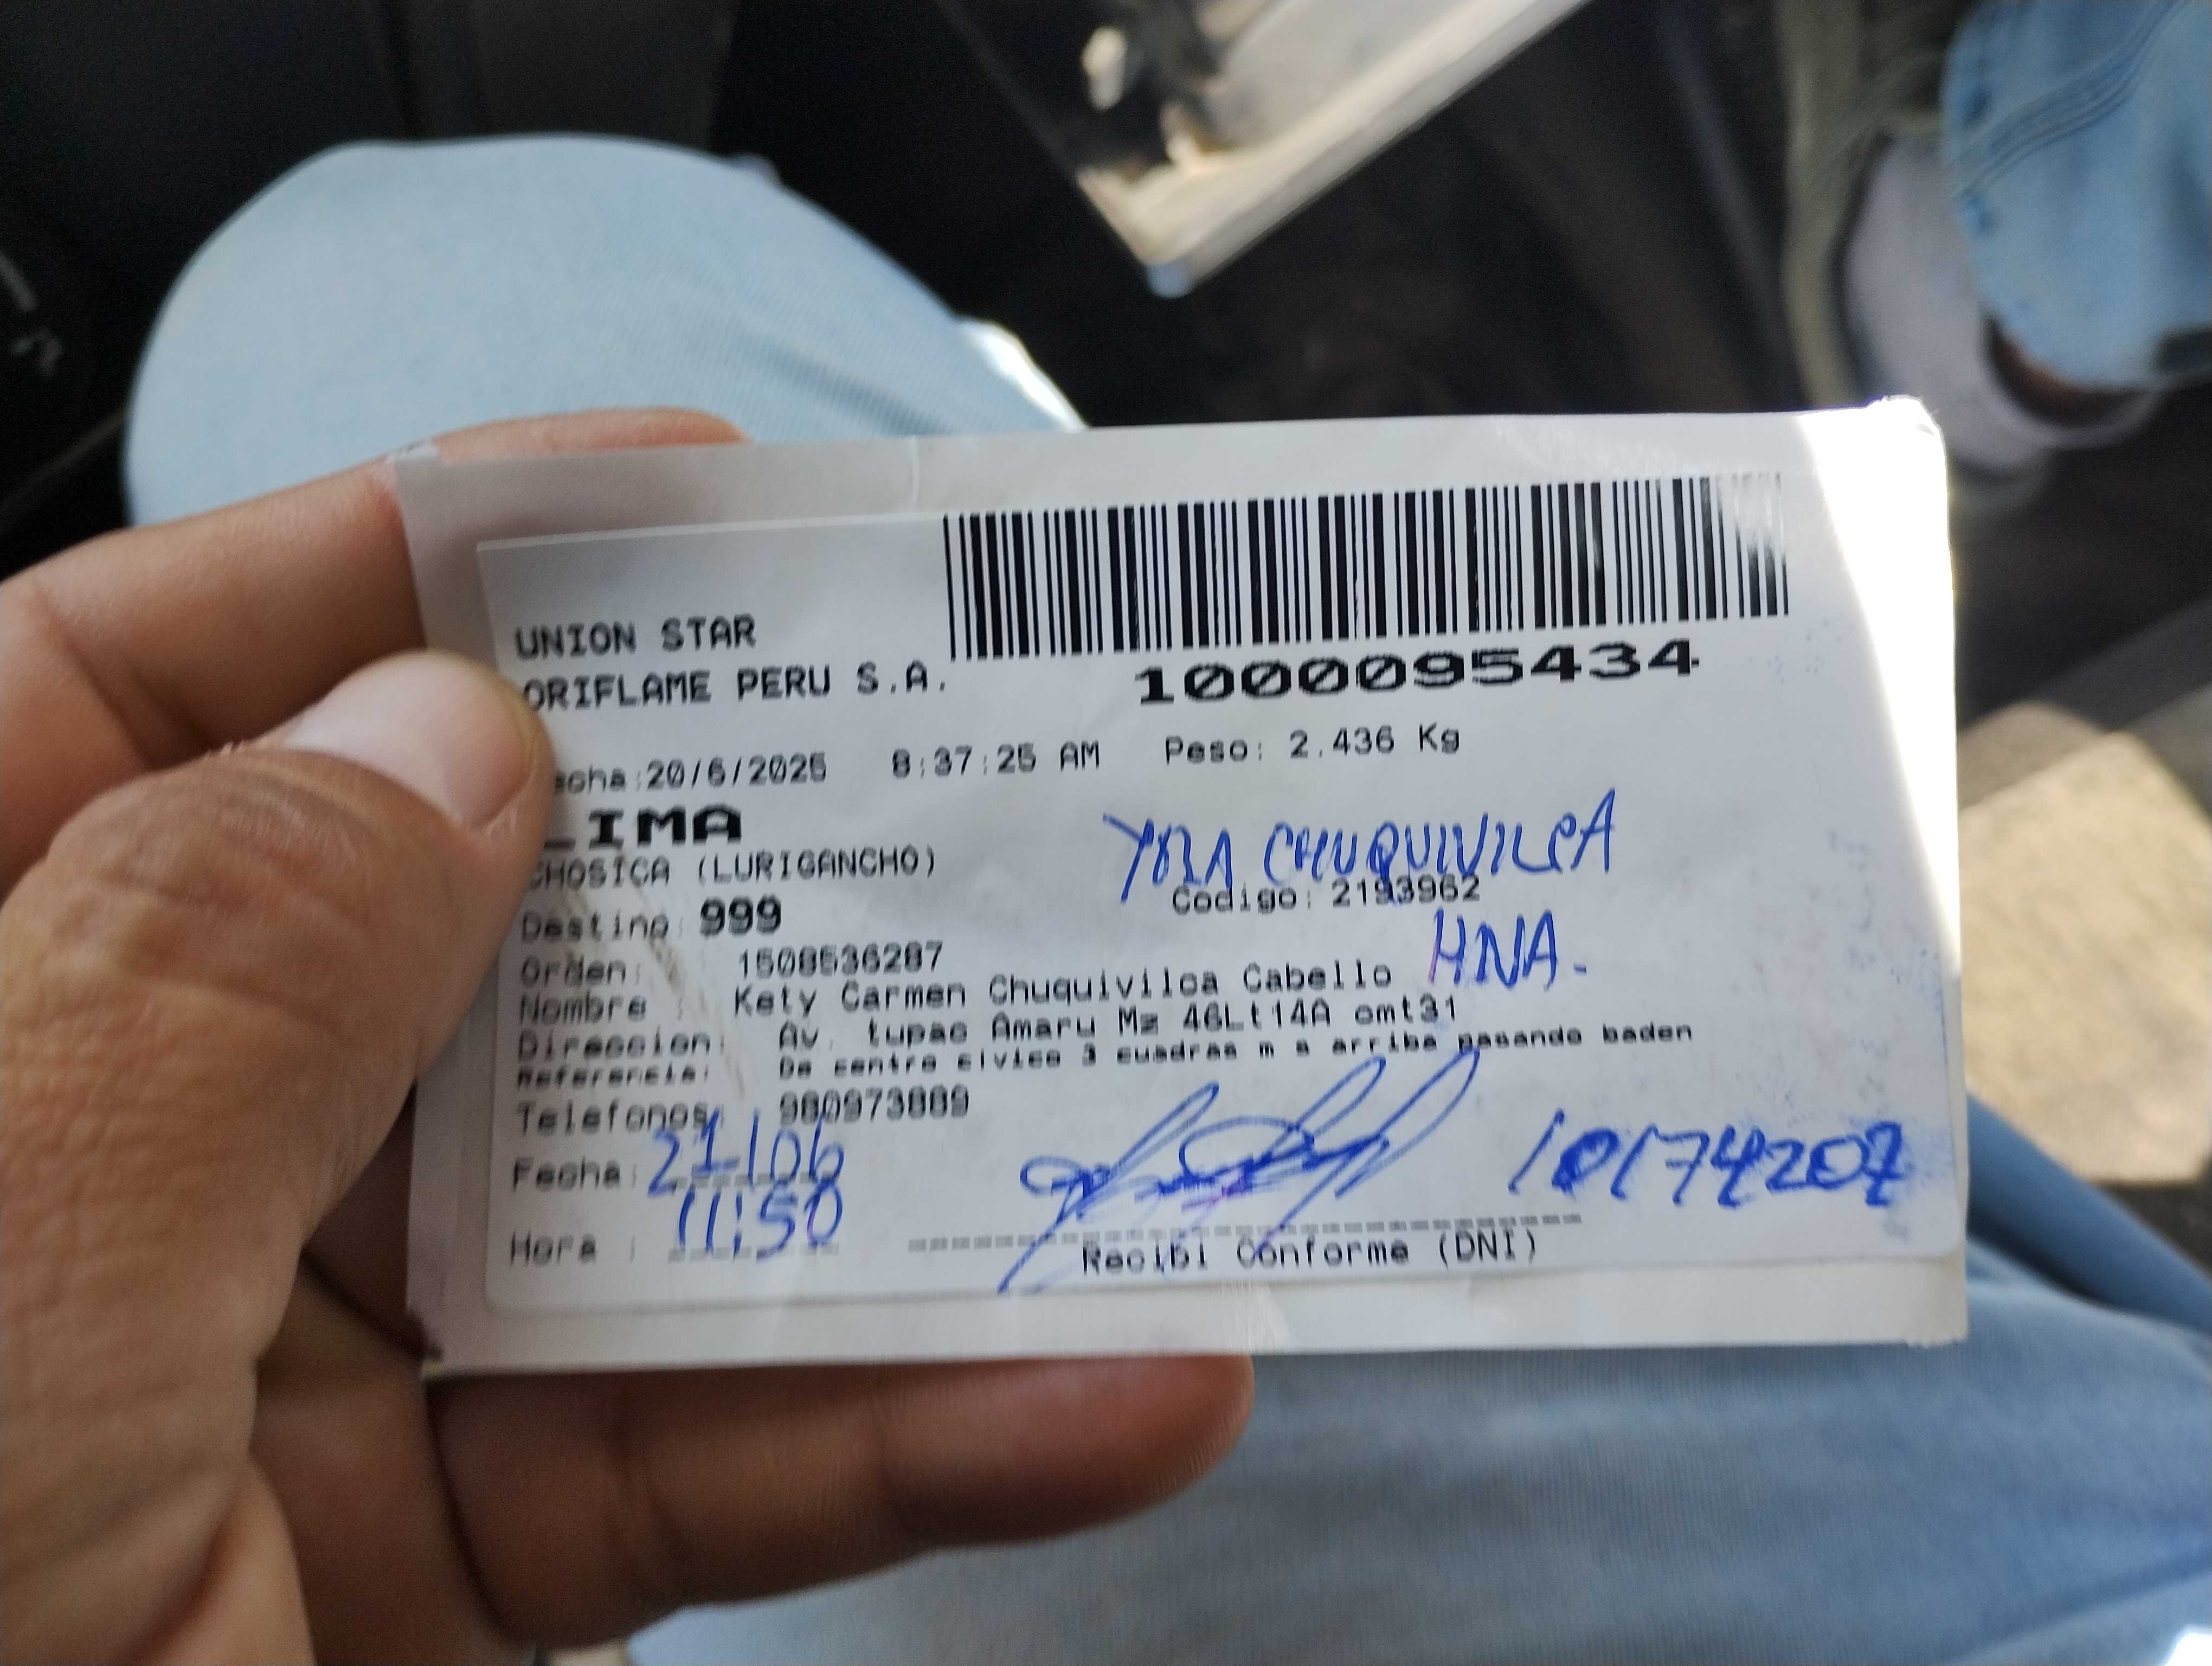 UNION STAR
ORIFLAME PERU S.A.
1000095434
echa:20/6/2025 8:37:25 AM Peso: 2.436 Kg
LIMA
CHOSICA (LURIGANCHO)
CHUQUIVILCA
Codigo: 2193962
Destino: 999
HNA.
Orden: 1508536287
Nombre : Kety Carmen Chuquivilca Cabello
Direccion: Av. tupac Amaru Mz 46Lt14A cmt31
Referencia: De centro civico 3 cuadras m s arriba pasando baden
Telefonos: 980973889
Fecha: 21/06
10174207
Hora : 11:50
Recibi Conforme (DNI)